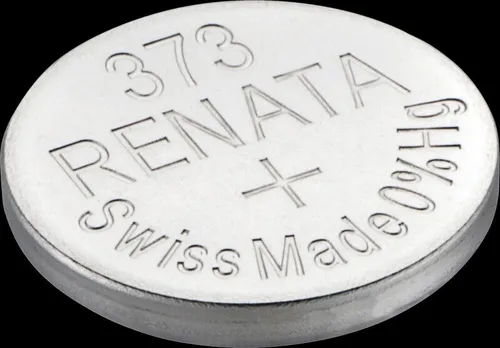 373
RENATA
+
Swiss Made 0%Hg